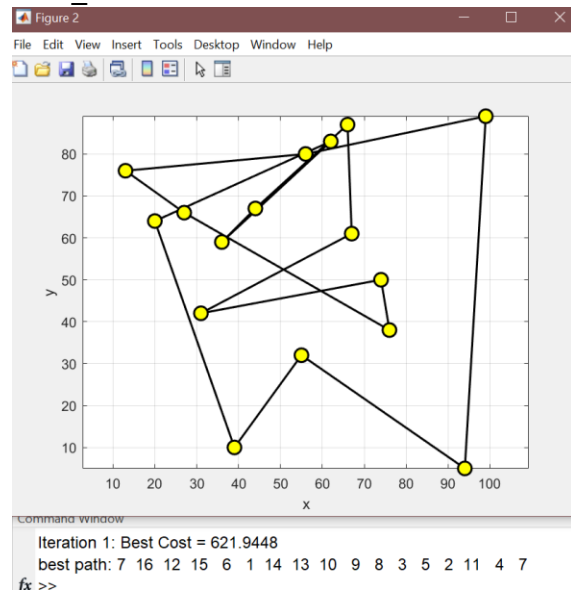 Figure 2
File Edit View Insert Tools Desktop Window Help
80
70
60
50
40
30
20
10
y
10 20 30 40 50 60 70 80 90 100
x
Command Window
Iteration 1: Best Cost = 621.9448
best path: 7 16 12 15 6 1 14 13 10 9 8 3 5 2 11 4 7
fx >>